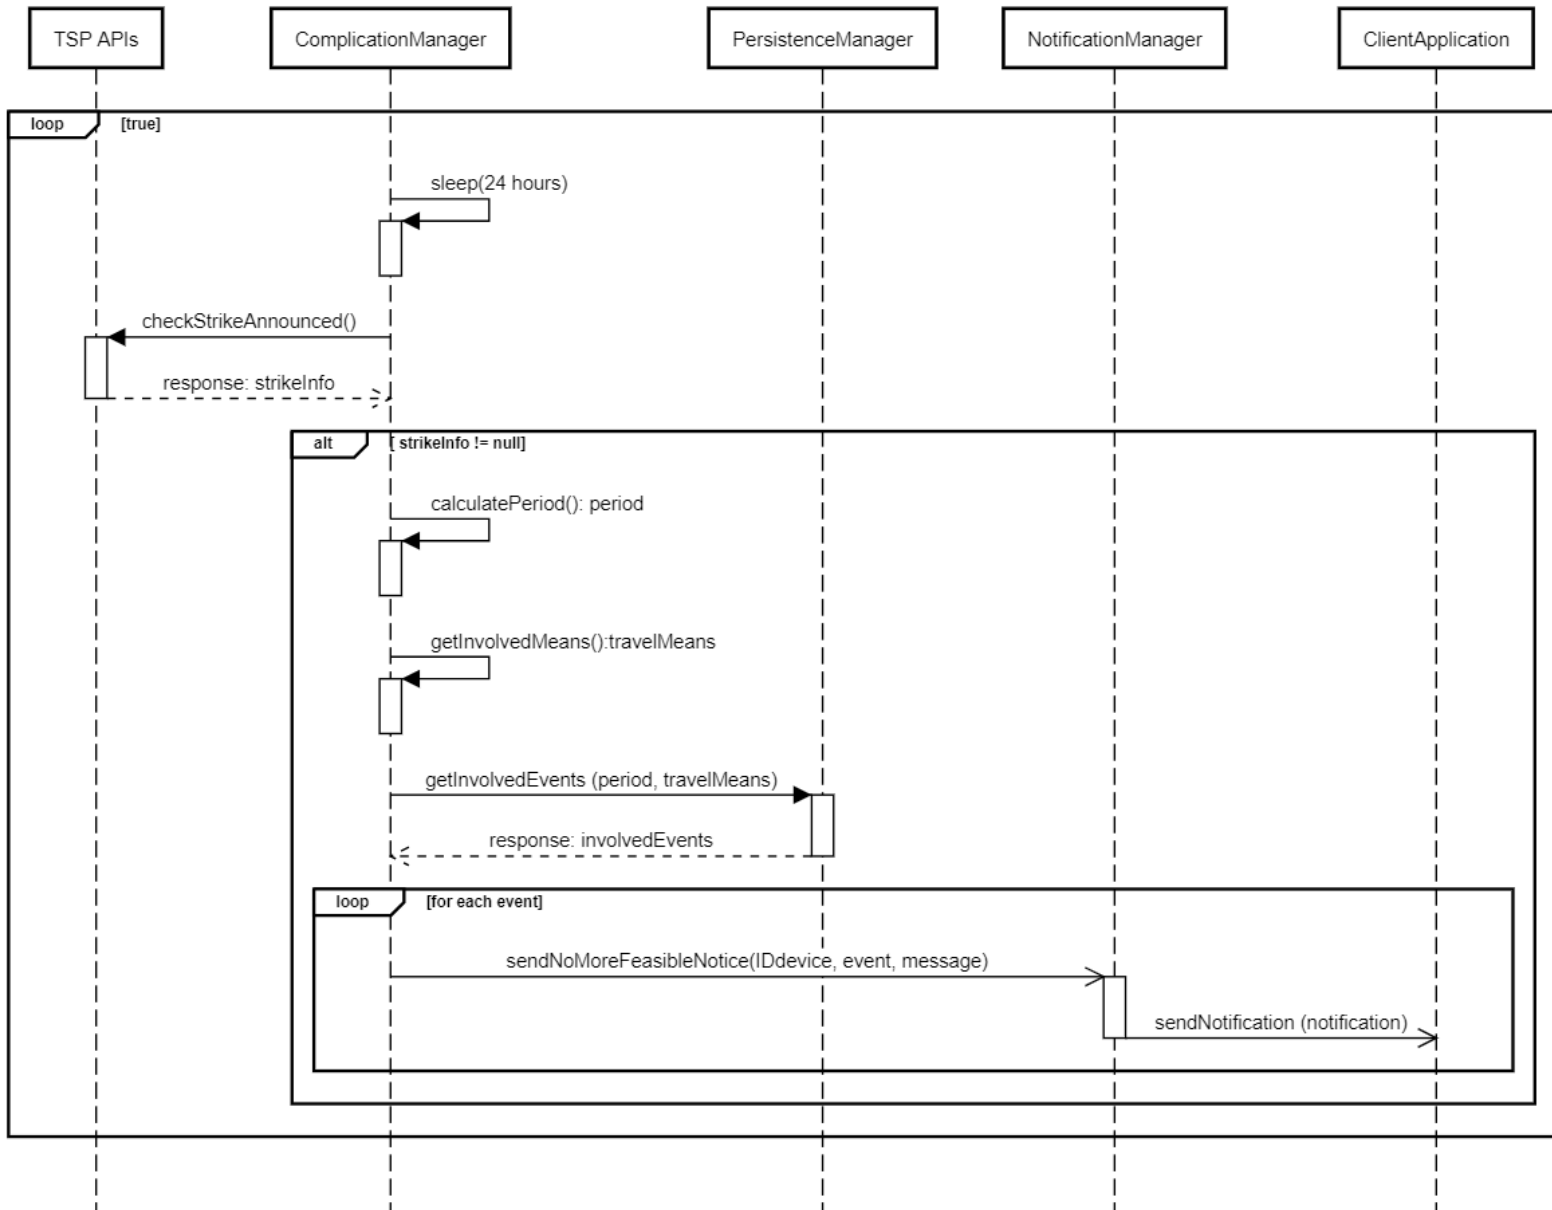 TSP APIs
ComplicationManager
PersistenceManager
NotificationManager
ClientApplication
loop
[true]
sleep(24 hours)
checkStrikeAnnounced()
response: strikeInfo
alt
[ strikeInfo != null]
calculatePeriod(): period
getInvolvedMeans():travelMeans
getInvolvedEvents (period, travelMeans)
response: involvedEvents
loop
[for each event]
sendNoMoreFeasibleNotice(IDdevice, event, message)
sendNotification (notification)